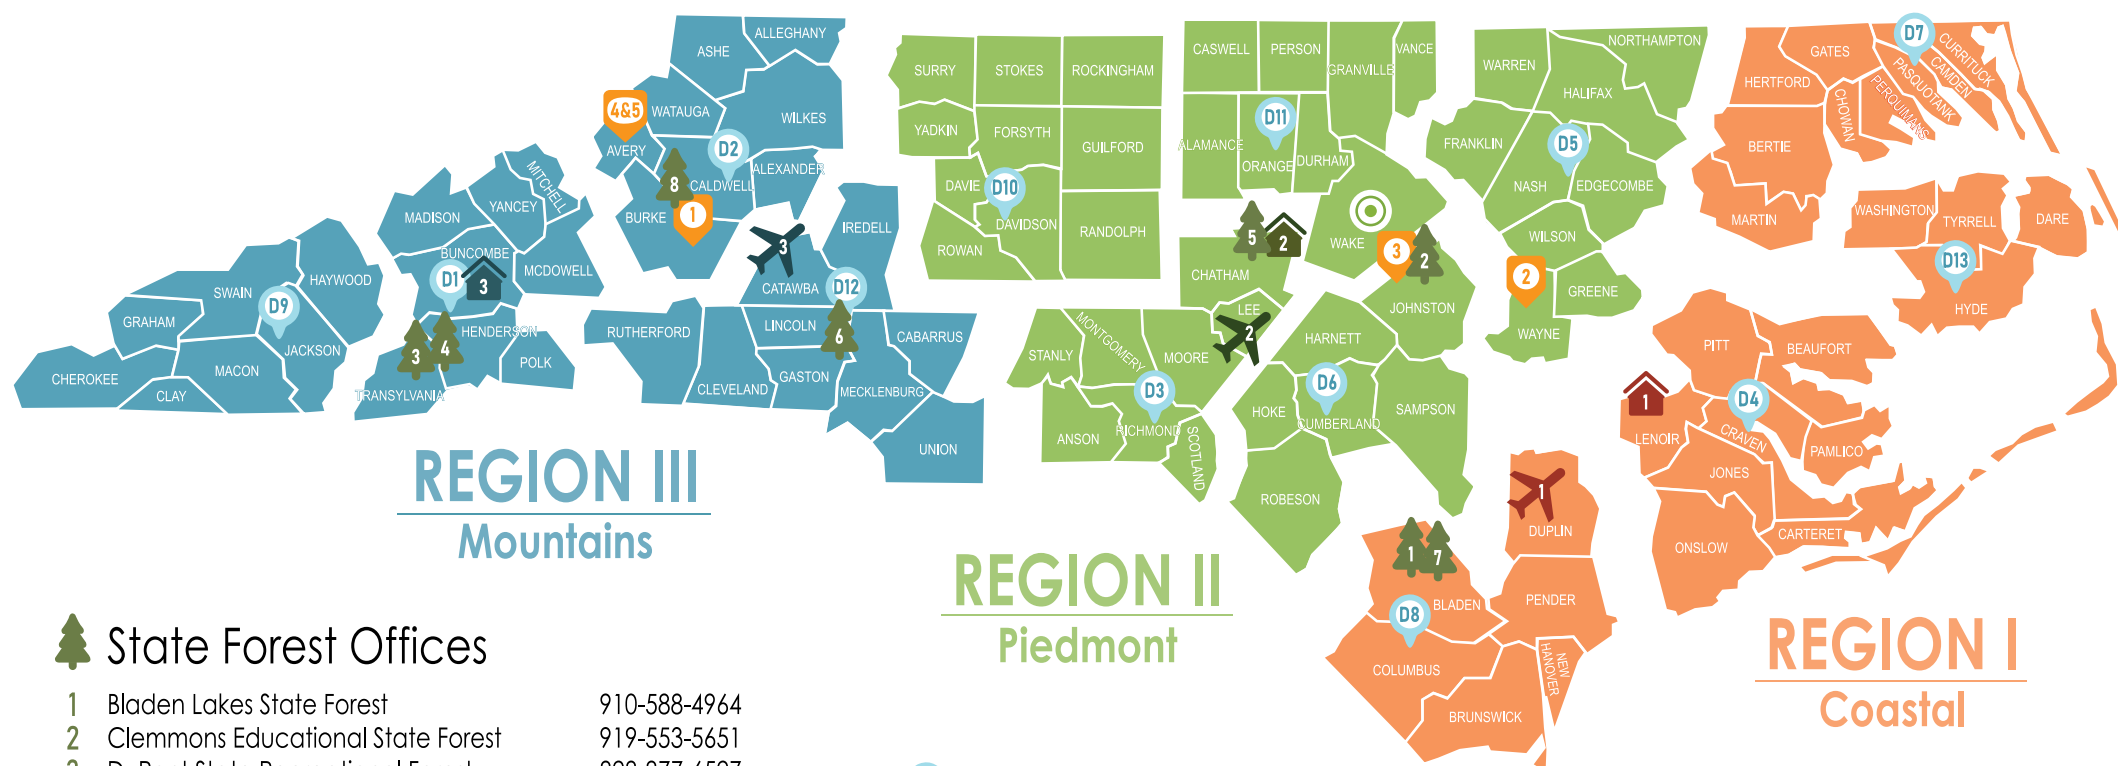 ASHE
ALLEGHANY
WATAUGA
WILKES
4&5
AVERY
D2
8
CALDWELL
ALEXANDER
BURKE
1
MITCHELL
YANCEY
MADISON
BUNCOMBE
MCDOWELL
D1
3
3
IREDELL
CATAWBA
D12
HAYWOOD
SWAIN
D9
GRAHAM
JACKSON
MACON
CHEROKEE
CLAY
HENDERSON
3
4
POLK
TRANSYLVANIA
RUTHERFORD
LINCOLN
6
CABARRUS
CLEVELAND
GASTON
MECKLENBURG
UNION
REGION III
Mountains
SURRY
STOKES
ROCKINGHAM
YADKIN
FORSYTH
GUILFORD
DAVIE
D10
DAVIDSON
ROWAN
RANDOLPH
CASWELL
PERSON
GRANVILLE
VANCE
ALAMANCE
D11
ORANGE
DURHAM
WAKE
5
2
3
2
CHATHAM
LEE
2
JOHNSTON
HARNETT
MONTGOMERY
STANLY
MOORE
D3
ANSON
RICHMOND
SCOTLAND
HOKE
D6
CUMBERLAND
SAMPSON
ROBESON
WARREN
NORTHAMPTON
HALIFAX
FRANKLIN
D5
NASH
EDGECOMBE
WILSON
2
GREENE
WAYNE
REGION II
Piedmont
GATES
D7
CURRITUCK
CAMDEN
PASQUOTANK
PERQUIMANS
CHOWAN
HERTFORD
BERTIE
MARTIN
WASHINGTON
TYRRELL
DARE
D13
HYDE
PITT
BEAUFORT
1
LENOIR
D4
CRAVEN
PAMLICO
JONES
CARTERET
ONSLOW
1
DUPLIN
1
7
BLADEN
PENDER
D8
COLUMBUS
NEW HANOVER
BRUNSWICK
REGION I
Coastal
State Forest Offices
1 Bladen Lakes State Forest 910-588-4964
2 Clemmons Educational State Forest 919-553-5651